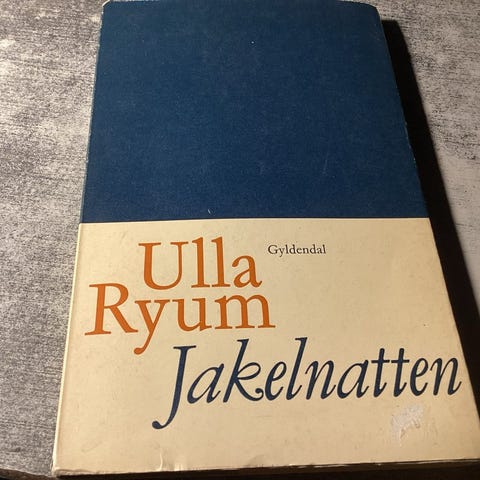 Ulla
Gyldendal
Ryum
Jakelnatten